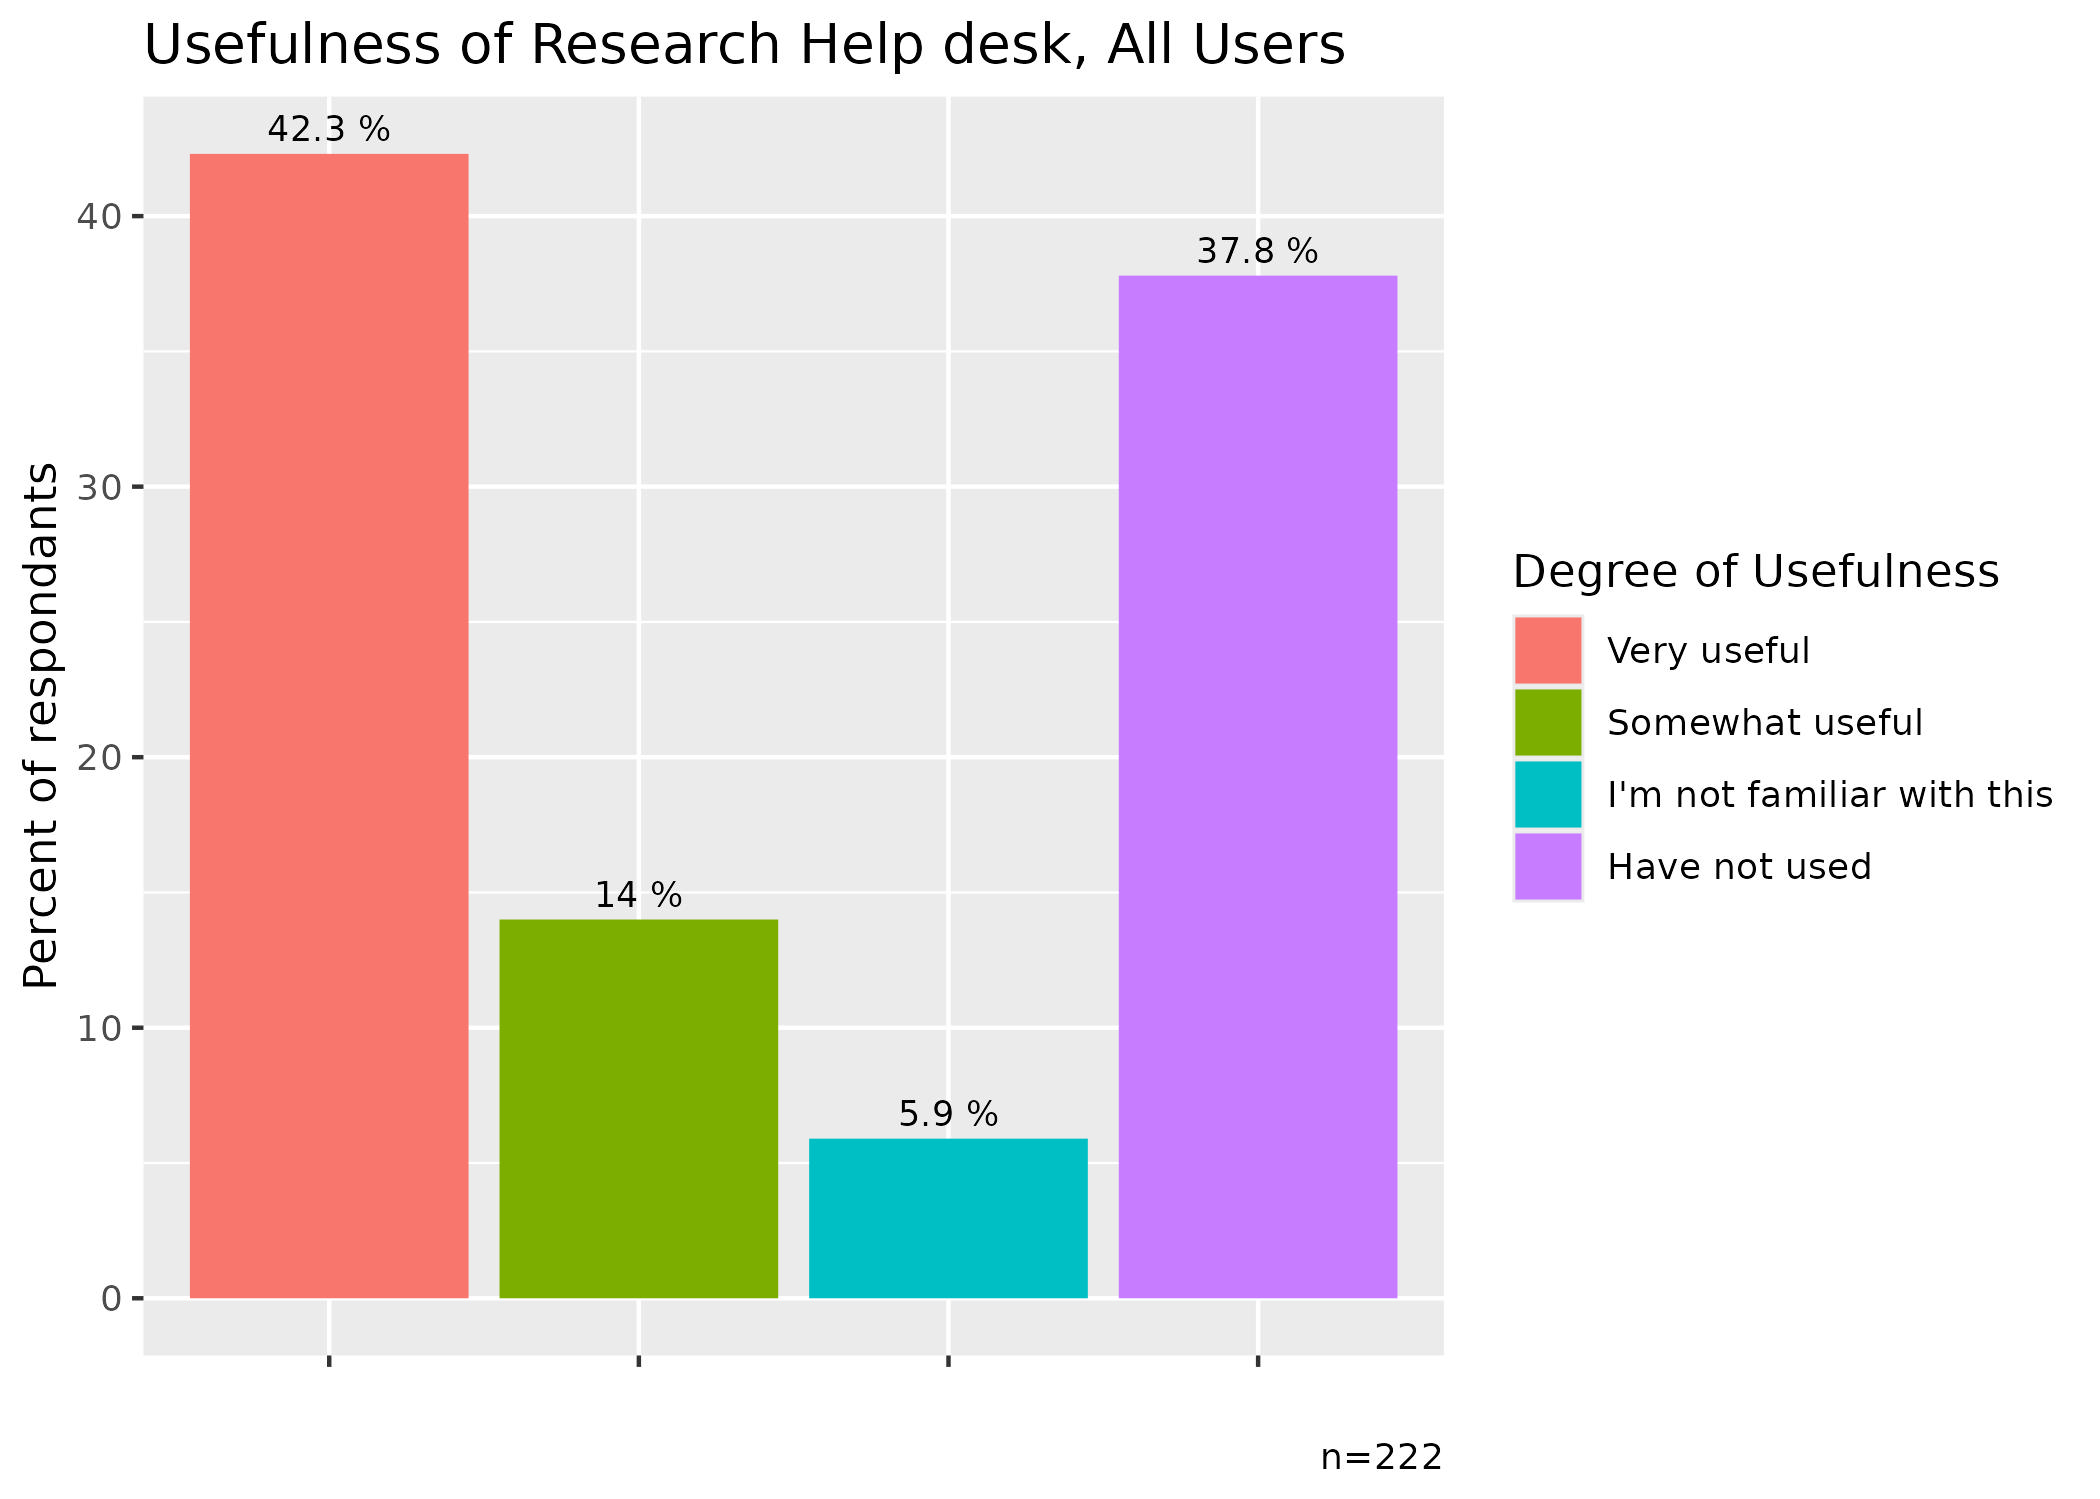 Usefulness of Research Help desk, All Users
Percent of respondants
40
30
20
10
0
42.3 %
14 %
5.9 %
37.8 %
Degree of Usefulness
Very useful
Somewhat useful
I'm not familiar with this
Have not used
n=222